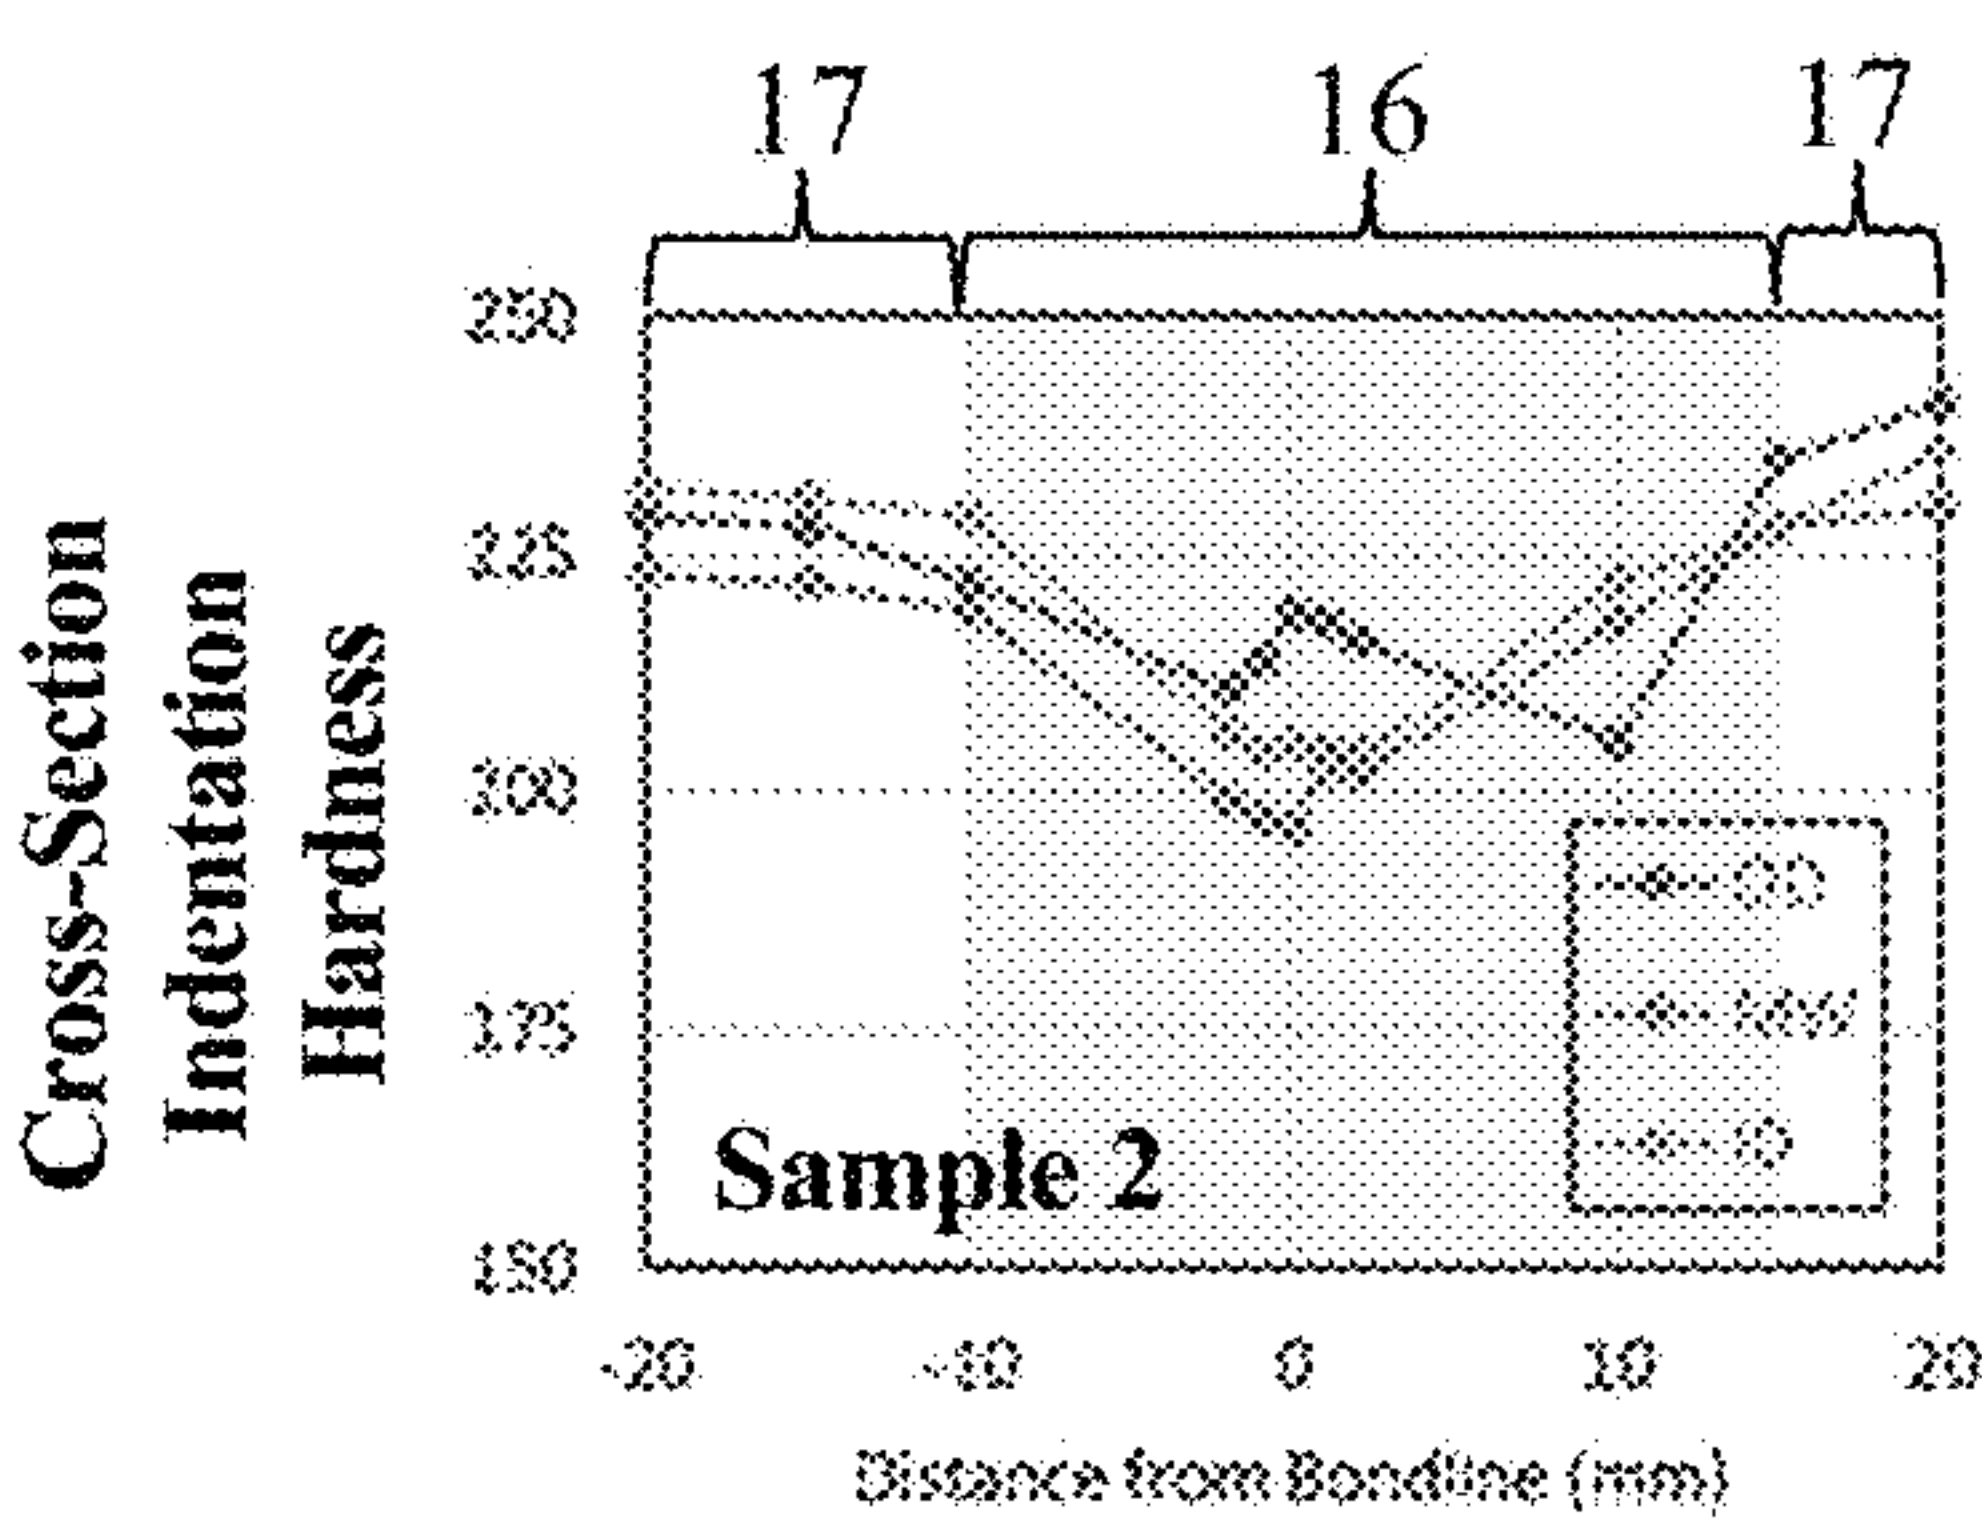 17 16 17
Cross-Section
Indentation
Hardness
250
225
200
175
150
OD
MW
ID
Sample 2
-20 -10 0 10 20
Distance from Bondline (mm)